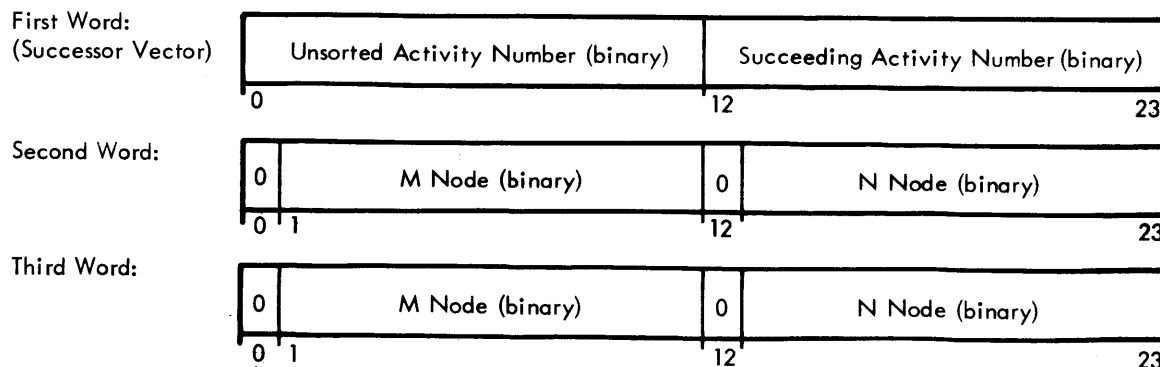 First Word:
(Successor Vector)
Unsorted Activity Number (binary) Succeeding Activity Number (binary)
0 12 23
Second Word:
0 M Node (binary) 0 N Node (binary)
0 1 12 23
Third Word:
0 M Node (binary) 0 N Node (binary)
0 1 12 23